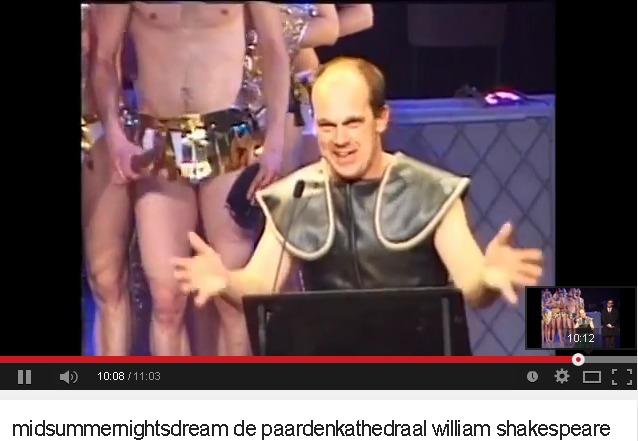 10:12
10:08 / 11:03
midsummernightsdream de paardenkathedraal william shakespeare